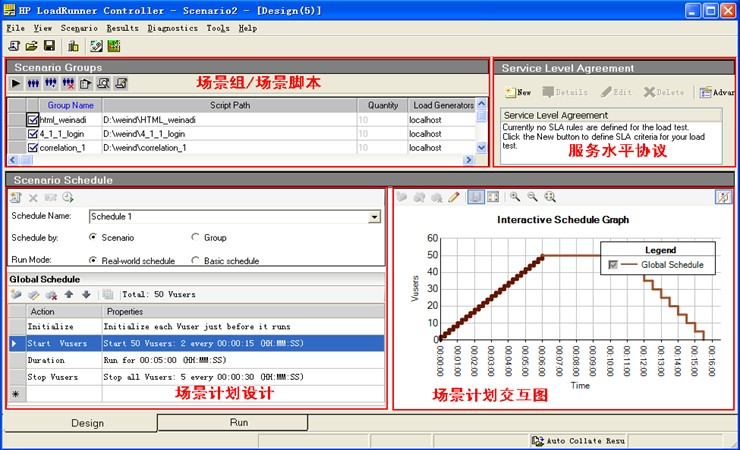 HP LoadRunner Controller - Scenario2 - [Design(5)]
File View Scenario Results Diagnostics Tools Help
Scenario Groups
场景组/场景脚本
Group Name Script Path Quantity Load Generators
html_weinadi D:\weind\HTML_weinadi 10 localhost
4_1_1_login D:\weind\4_1_1_login 10 localhost
correlation_1 D:\weind\correlation_1 10 localhost
Service Level Agreement
New Details Edit Delete Advan
Service Level Agreement
Currently no SLA rules are defined for the load test.
Click the New button to define SLA criteria for your load
test.
服务水平协议
Scenario Schedule
Schedule Name: Schedule 1
Schedule by: Scenario Group
Run Mode: Real-world schedule Basic schedule
Global Schedule
Total: 50 Vusers
Action Properties
Initialize Initialize each Vuser just before it runs
Start Vusers Start 50 Vusers: 2 every 00:00:15 (HH:MM:SS)
Duration Run for 00:05:00 (HH:MM:SS)
Stop Vusers Stop all Vusers: 5 every 00:00:30 (HH:MM:SS)
场景计划设计
Interactive Schedule Graph
Legend
Global Schedule
Vusers
60
50
40
30
20
10
0
Time
场景计划交互图
Design Run
Auto Collate Resu